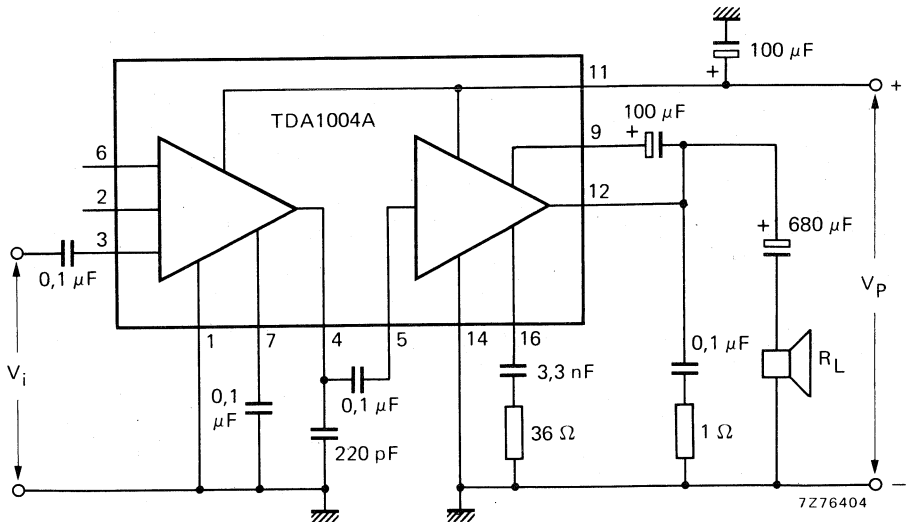 100 µF
+
11
+
TDA1004A
100 µF
+
9
6
12
2
680 µF
+
3
0,1 µF
V_P
1
7
4
5
14
16
0,1 µF
V_i
3,3 nF
R_L
0,1
µF
0,1 µF
36 Ω
1 Ω
220 pF
−
7Z76404